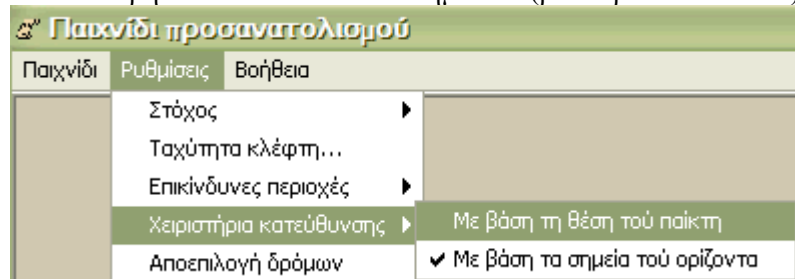 Παιχνίδι προσανατολισμού
Παιχνίδι Ρυθμίσεις Βοήθεια
Στόχος
Ταχύτητα κλέφτη...
Επικίνδυνες περιοχές
Χειριστήρια κατεύθυνσης Με βάση τη θέση τού παίκτη
Αποεπιλογή δρόμων ✔ Με βάση τα σημεία τού ορίζοντα